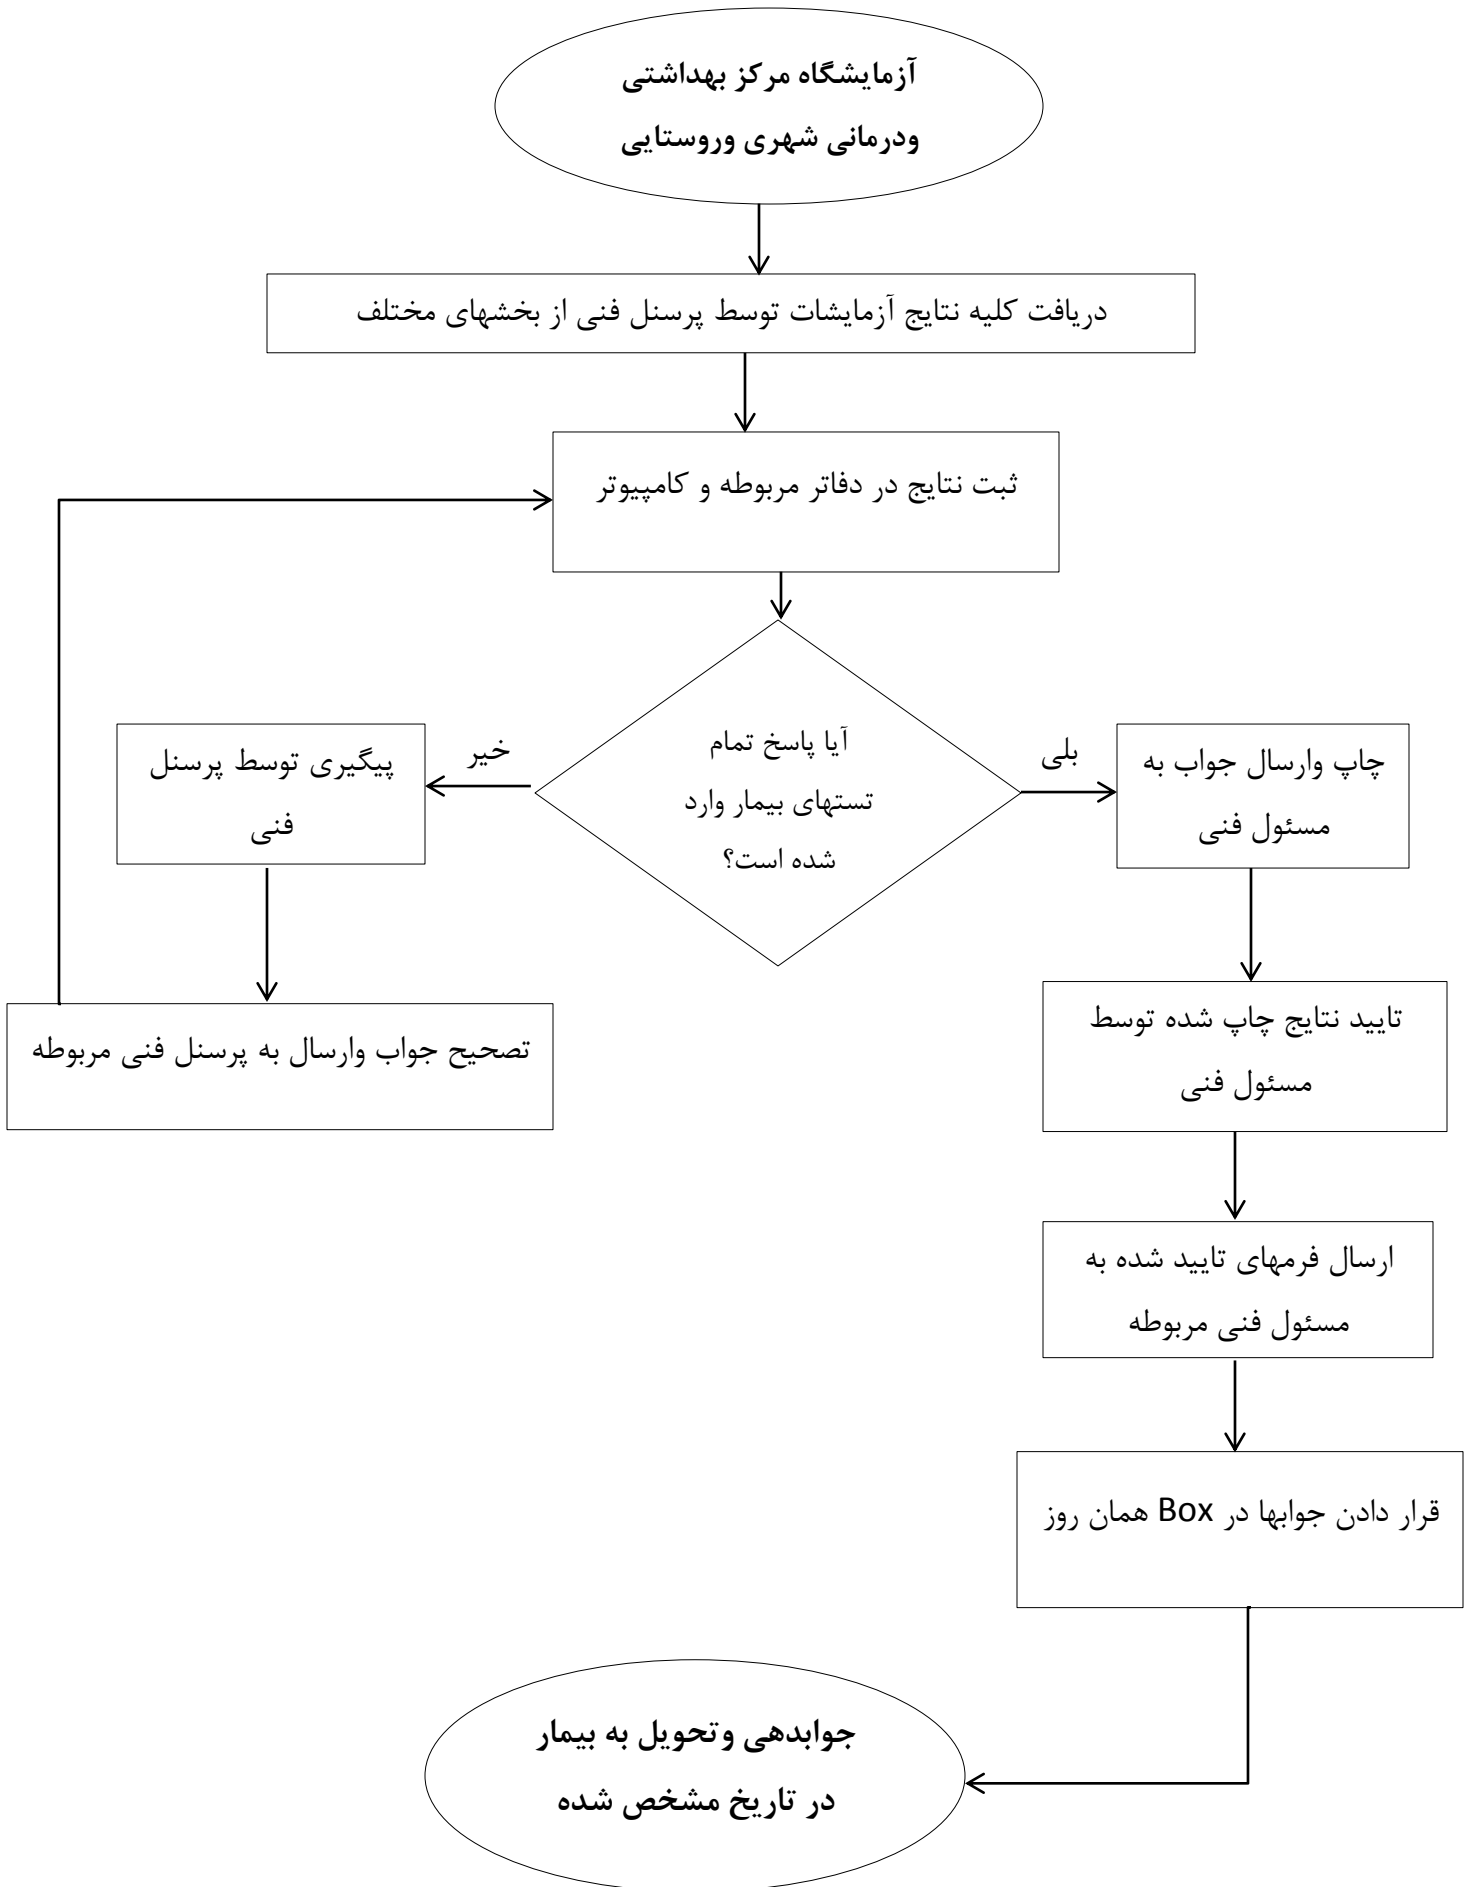 آزمایشگاه مرکز بهداشتی
ودرمانی شهری وروستایی
دریافت کلیه نتایج آزمایشات توسط پرسنل فنی از بخشهای مختلف
ثبت نتایج در دفاتر مربوطه و کامپیوتر
آیا پاسخ تمام
تستهای بیمار وارد
شده است؟
بلی
چاپ وارسال جواب به
مسئول فنی
خیر
پیگیری توسط پرسنل
فنی
تصحیح جواب وارسال به پرسنل فنی مربوطه
تایید نتایج چاپ شده توسط
مسئول فنی
ارسال فرمهای تایید شده به
مسئول فنی مربوطه
قرار دادن جوابها در Box همان روز
جوابدهی وتحویل به بیمار
در تاریخ مشخص شده